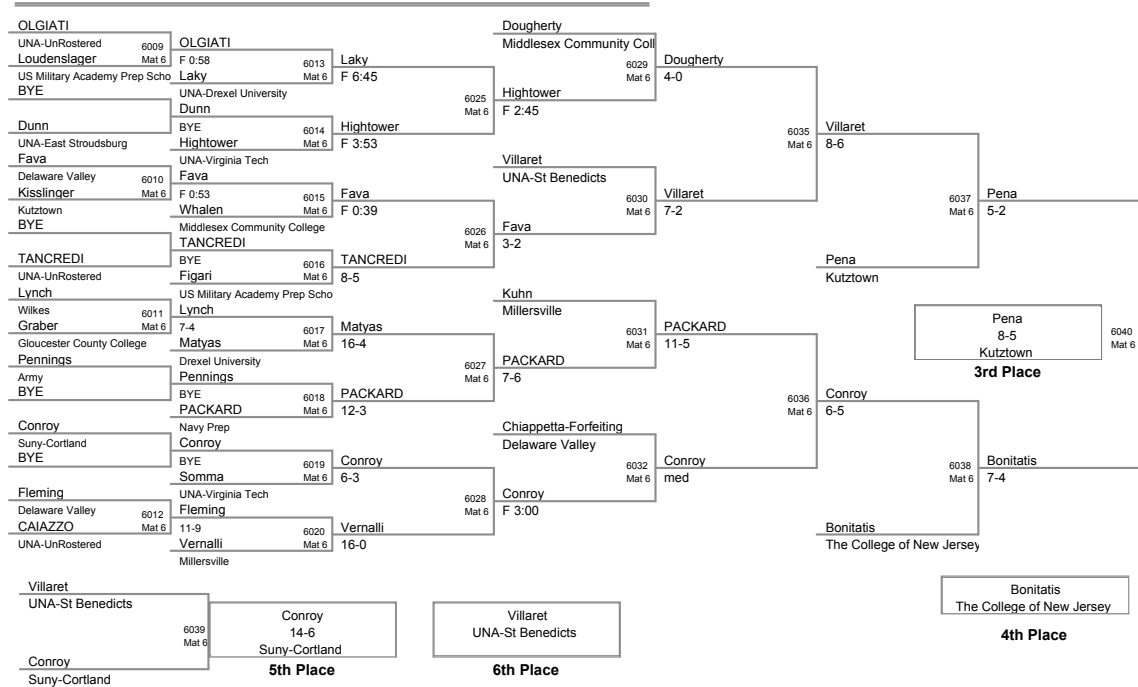 OLGIATI
UNA-UnRostered
6009
Mat 6
Loudenslager
US Military Academy Prep Scho
BYE
Dunn
UNA-East Stroudsburg
Fava
Delaware Valley
6010
Mat 6
Kisslinger
Kutztown
BYE
TANCREDI
UNA-UnRostered
Lynch
Wilkes
6011
Mat 6
Graber
Gloucester County College
Pennings
Army
BYE
Conroy
Suny-Cortland
BYE
Fleming
Delaware Valley
6012
Mat 6
CAIAZZO
UNA-UnRostered
OLGIATI
F 0:58
6013
Mat 6
Laky
UNA-Drexel University
Dunn
BYE
6014
Mat 6
Hightower
UNA-Virginia Tech
Fava
F 0:53
6015
Mat 6
Whalen
Middlesex Community College
TANCREDI
BYE
6016
Mat 6
Figari
US Military Academy Prep Scho
Lynch
7-4
6017
Mat 6
Matyas
Drexel University
Pennings
BYE
6018
Mat 6
PACKARD
Navy Prep
Conroy
BYE
6019
Mat 6
Somma
UNA-Virginia Tech
Fleming
11-9
6020
Mat 6
Vernalli
Millersville
Laky
F 6:45
6025
Mat 6
Hightower
F 3:53
Fava
F 0:39
6026
Mat 6
TANCREDI
8-5
Matyas
16-4
6027
Mat 6
PACKARD
12-3
Conroy
6-3
6028
Mat 6
Vernalli
16-0
Dougherty
Middlesex Community Coll
6029
Mat 6
Hightower
F 2:45
Villaret
UNA-St Benedicts
6030
Mat 6
Fava
3-2
Kuhn
Millersville
6031
Mat 6
PACKARD
7-6
Chiappetta-Forfeiting
Delaware Valley
6032
Mat 6
Conroy
F 3:00
Dougherty
4-0
6035
Mat 6
Villaret
7-2
PACKARD
11-5
6036
Mat 6
Conroy
med
Villaret
8-6
6037
Mat 6
Pena
Kutztown
Conroy
6-5
6038
Mat 6
Bonitatis
The College of New Jersey
Pena
5-2
Pena
8-5
Kutztown
6040
Mat 6
3rd Place
Bonitatis
7-4
Bonitatis
The College of New Jersey
4th Place
Villaret
UNA-St Benedicts
6039
Mat 6
Conroy
Suny-Cortland
Conroy
14-6
Suny-Cortland
5th Place
Villaret
UNA-St Benedicts
6th Place